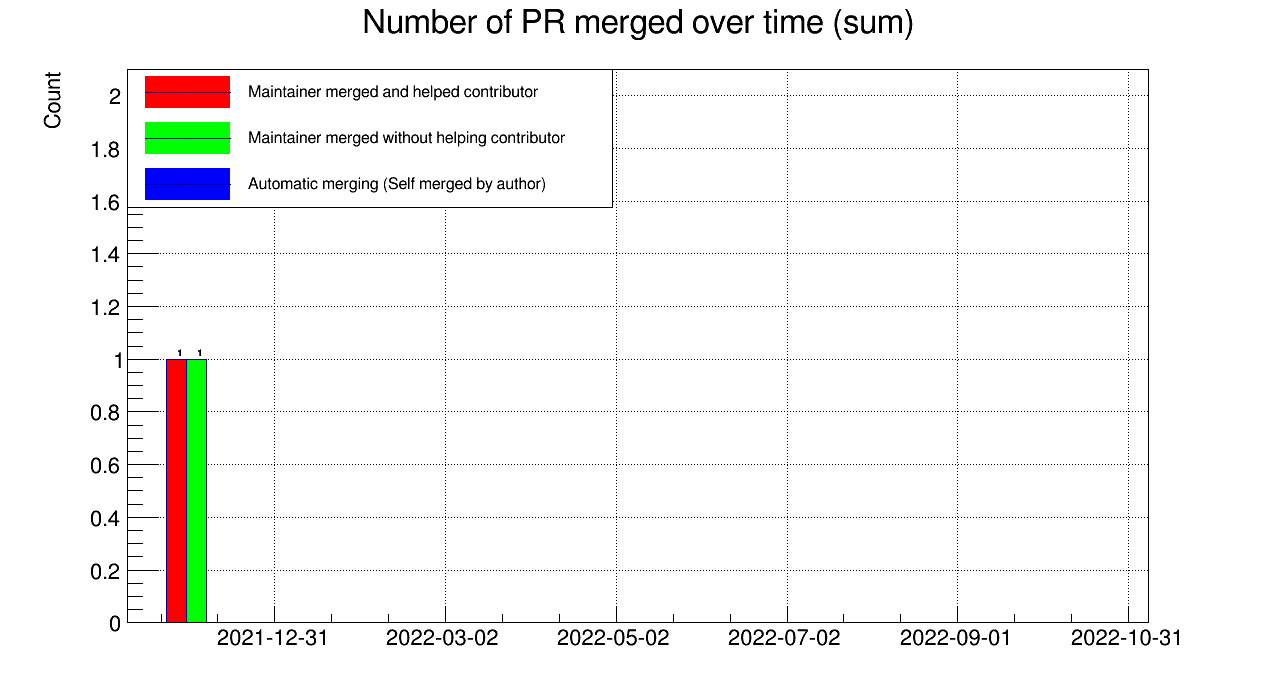 Number of PR merged over time (sum)
Count
Maintainer merged and helped contributor
Maintainer merged without helping contributor
Automatic merging (Self merged by author)
2
1.8
1.6
1.4
1.2
1
0.8
0.6
0.4
0.2
0
1 1
2021-12-31 2022-03-02 2022-05-02 2022-07-02 2022-09-01 2022-10-31